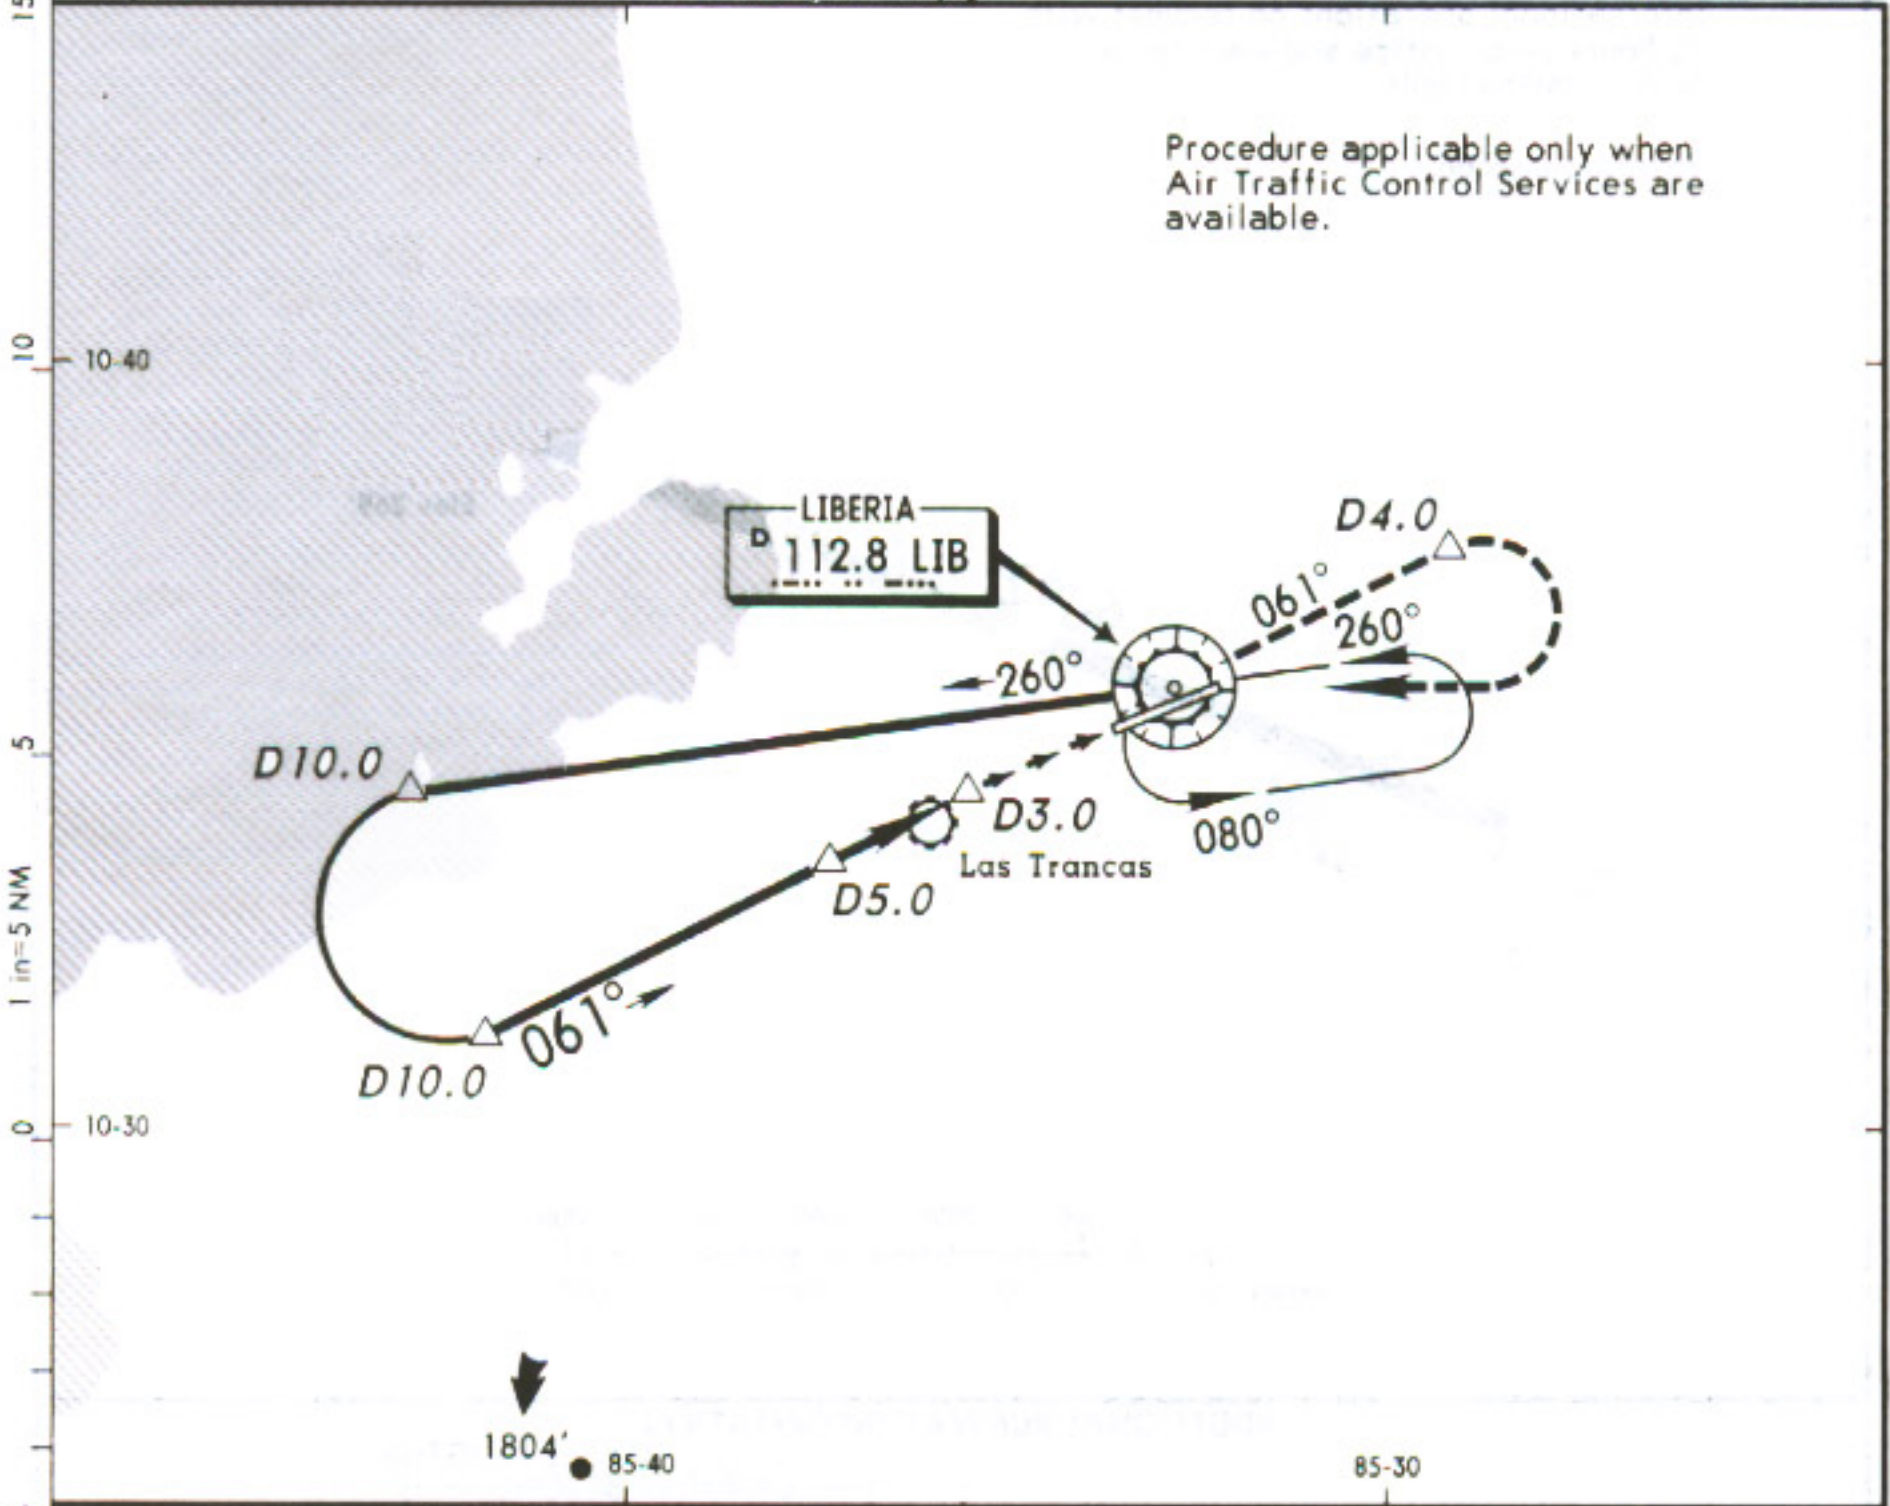 15
Procedure applicable only when
Air Traffic Control Services are
available.
10
10-40
LIBERIA
D 112.8 LIB
D4.0
061°
260°
260°
5
D10.0
D3.0
080°
Las Trancas
D5.0
1 in=5 NM
061°
D10.0
0
10-30
1804'
85-40
85-30